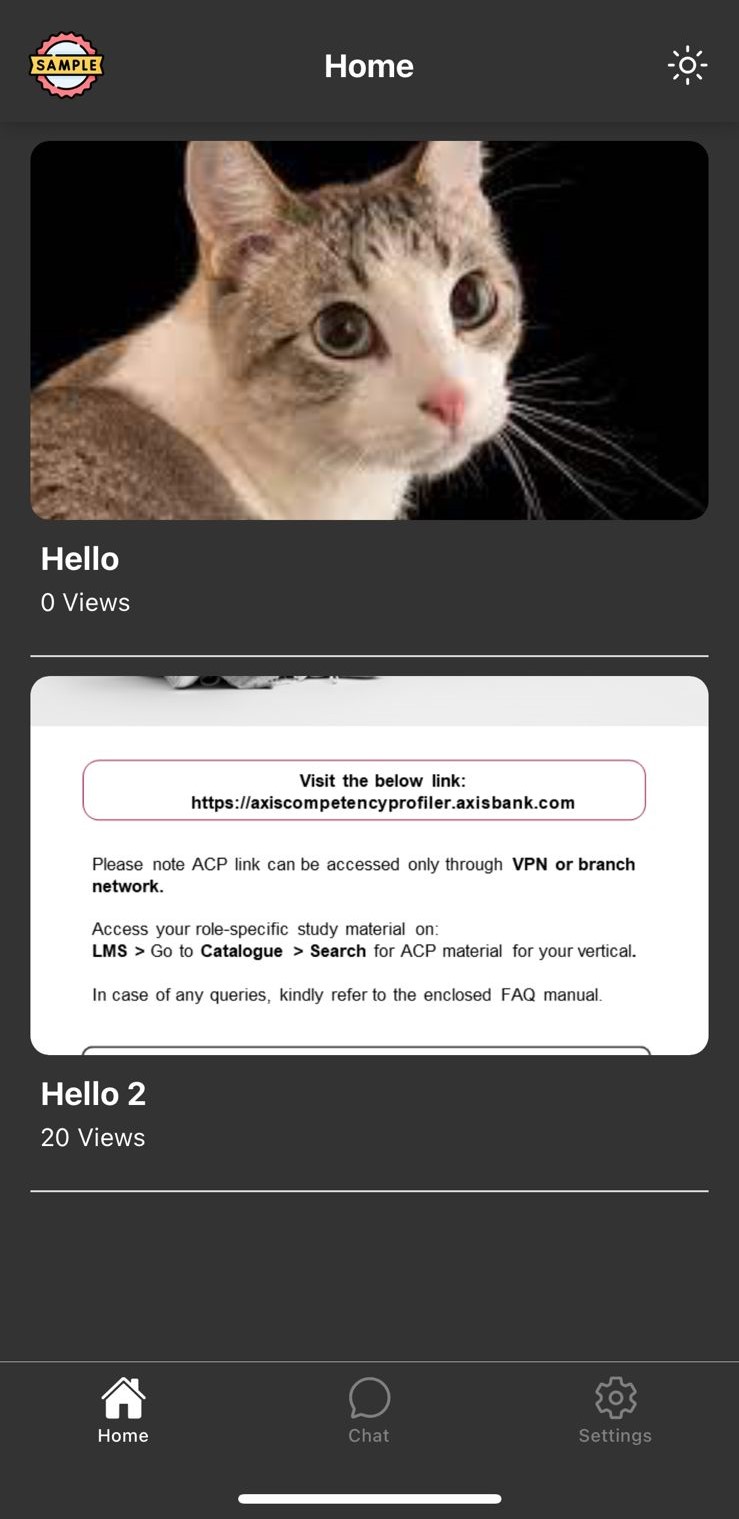 SAMPLE
Home
Hello
0 Views
Visit the below link:
https://axiscompetencyprofiler.axisbank.com
Please note ACP link can be accessed only through VPN or branch
network.
Access your role-specific study material on:
LMS > Go to Catalogue > Search for ACP material for your vertical.
In case of any queries, kindly refer to the enclosed FAQ manual.
Hello 2
20 Views
Home
Chat
Settings